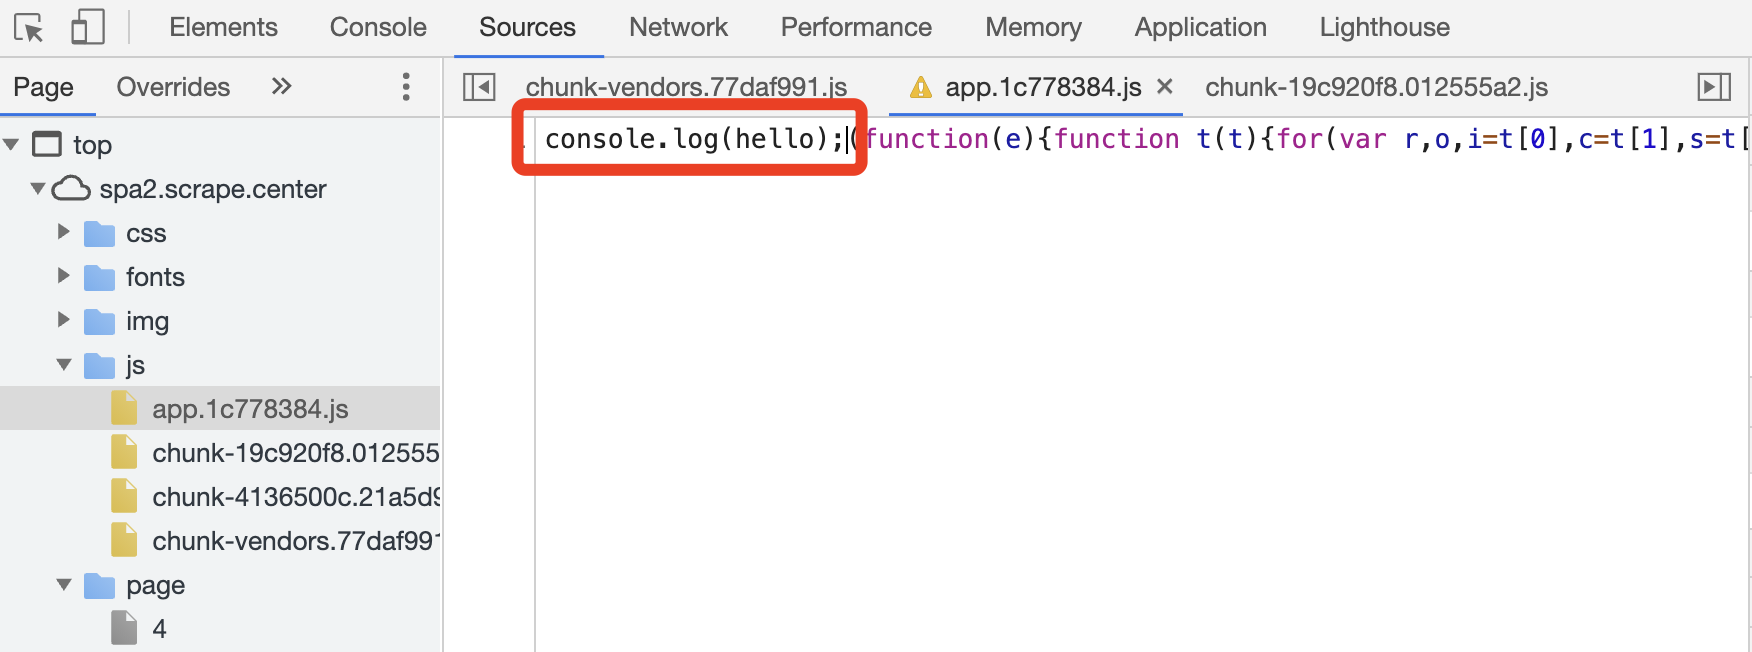 Elements Console Sources Network Performance Memory Application Lighthouse
Page Overrides »
chunk-vendors.77daf991.js app.1c778384.js × chunk-19c920f8.012555a2.js
console.log(hello);(function(e){function t(t){for(var r,o,i=t[0],c=t[1],s=t[
top
spa2.scrape.center
css
fonts
img
js
app.1c778384.js
chunk-19c920f8.012555
chunk-4136500c.21a5d9
chunk-vendors.77daf991
page
4